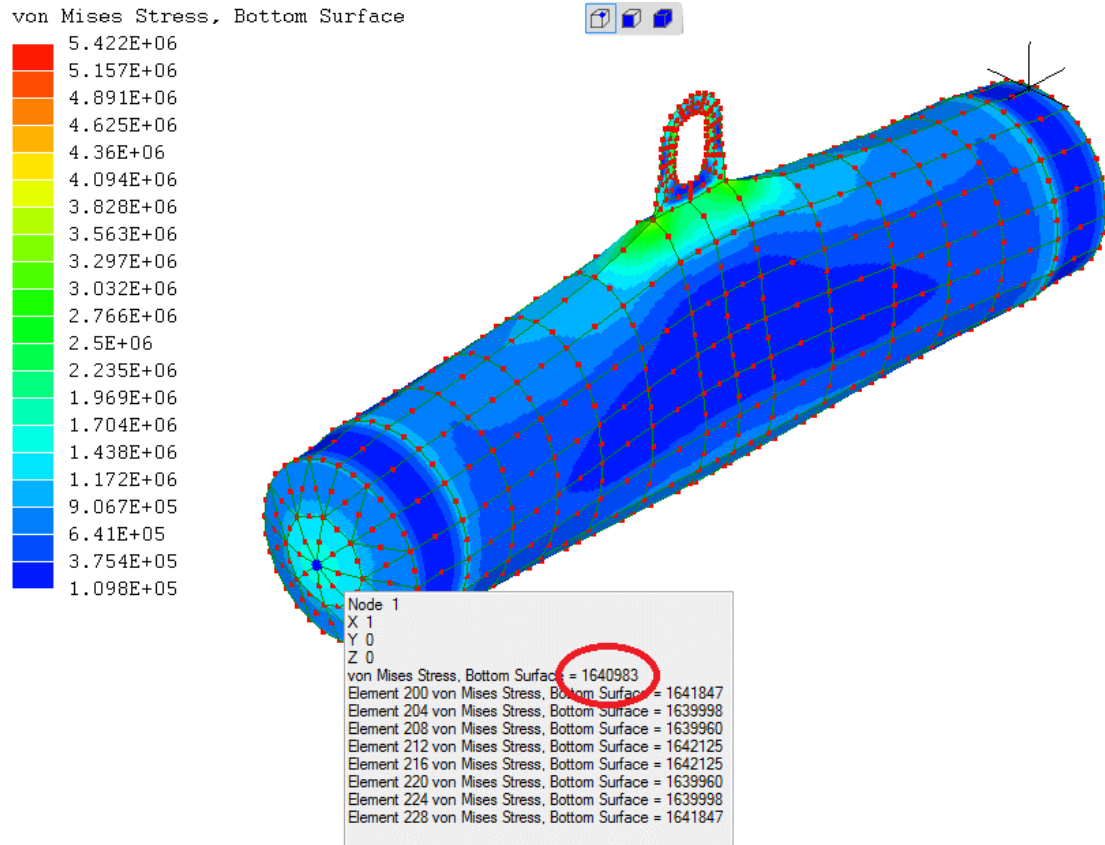 von Mises Stress, Bottom Surface
5.422E+06
5.157E+06
4.891E+06
4.625E+06
4.36E+06
4.094E+06
3.828E+06
3.563E+06
3.297E+06
3.032E+06
2.766E+06
2.5E+06
2.235E+06
1.969E+06
1.704E+06
1.438E+06
1.172E+06
9.067E+05
6.41E+05
3.754E+05
1.098E+05
Node 1
X 1
Y 0
Z 0
von Mises Stress, Bottom Surface = 1640983
Element 200 von Mises Stress, Bottom Surface = 1641847
Element 204 von Mises Stress, Bottom Surface = 1639998
Element 208 von Mises Stress, Bottom Surface = 1639960
Element 212 von Mises Stress, Bottom Surface = 1642125
Element 216 von Mises Stress, Bottom Surface = 1642125
Element 220 von Mises Stress, Bottom Surface = 1639960
Element 224 von Mises Stress, Bottom Surface = 1639998
Element 228 von Mises Stress, Bottom Surface = 1641847